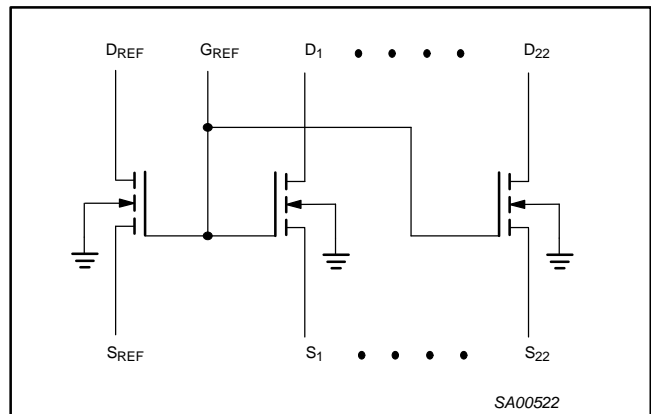 DREF GREF D1 • • • • D22
SREF S1 • • • • S22
SA00522